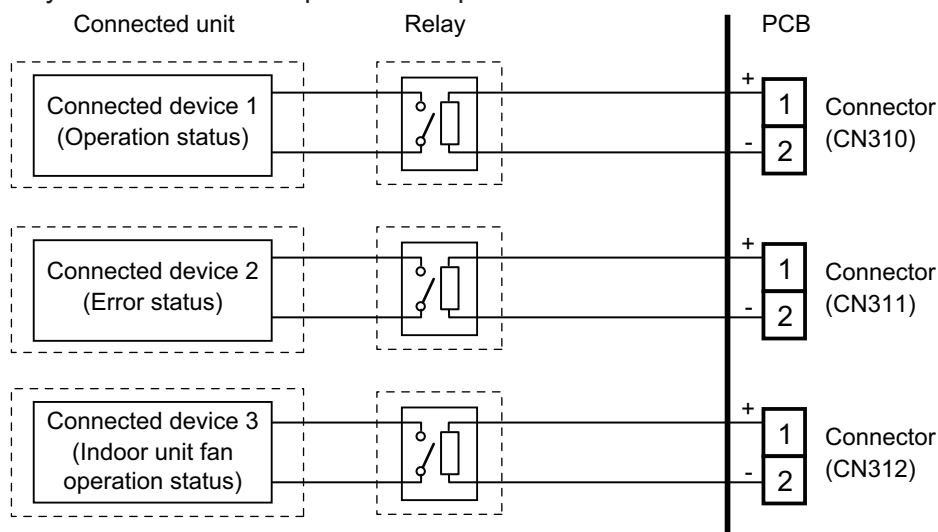 Connected unit
Relay
PCB
Connected device 1
(Operation status)
+
1
-
2
Connector
(CN310)
Connected device 2
(Error status)
+
1
-
2
Connector
(CN311)
Connected device 3
(Indoor unit fan
operation status)
+
1
-
2
Connector
(CN312)